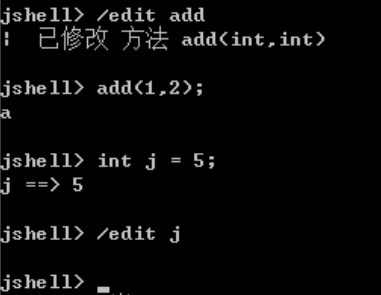 jshell> /edit add
|  已修改 方法 add(int,int)
jshell> add(1,2);
a
jshell> int j = 5;
j ==> 5
jshell> /edit j
jshell>